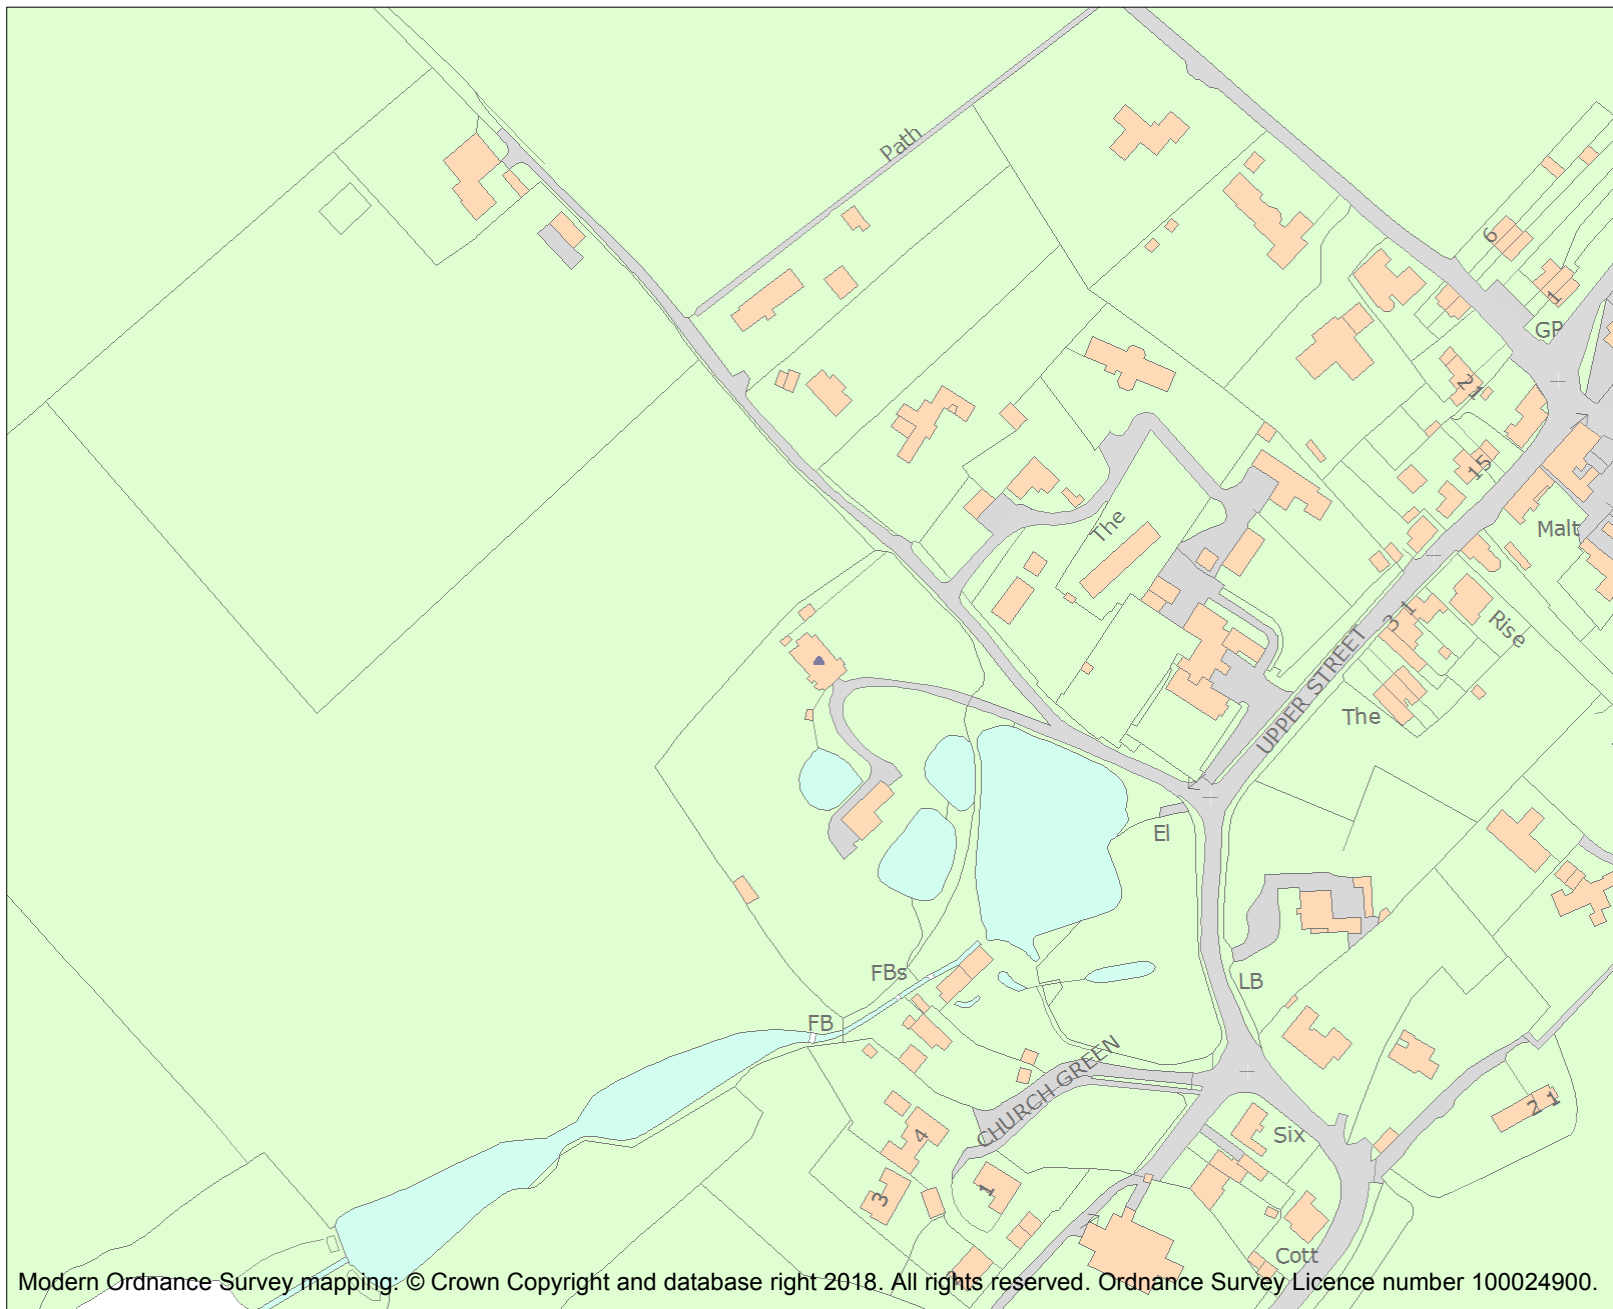 Path
6
1
GP
21
15
The
Malt
3 1
Rise
UPPER STREET
The
El
LB
FBs
FB
CHURCH GREEN
2 1
4
Six
3
1
Cott
Modern Ordnance Survey mapping: © Crown Copyright and database right 2018. All rights reserved. Ordnance Survey Licence number 100024900.